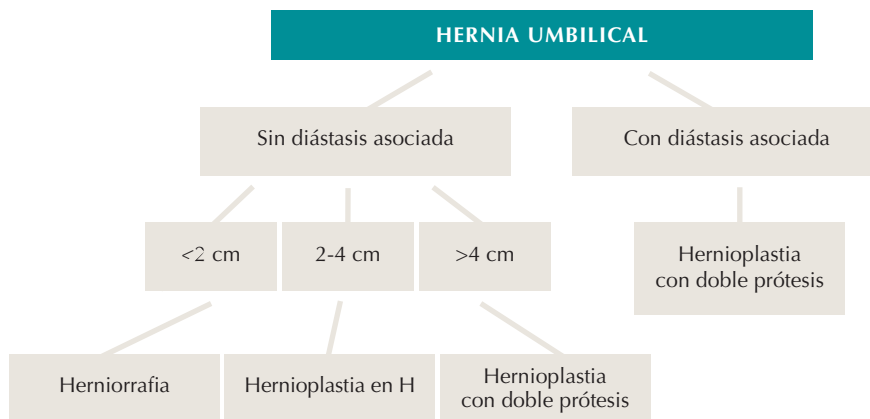 HERNIA UMBILICAL
Sin diástasis asociada
Con diástasis asociada
<2 cm
2-4 cm
>4 cm
Hernioplastia
con doble prótesis
Herniorrafia
Hernioplastia en H
Hernioplastia
con doble prótesis